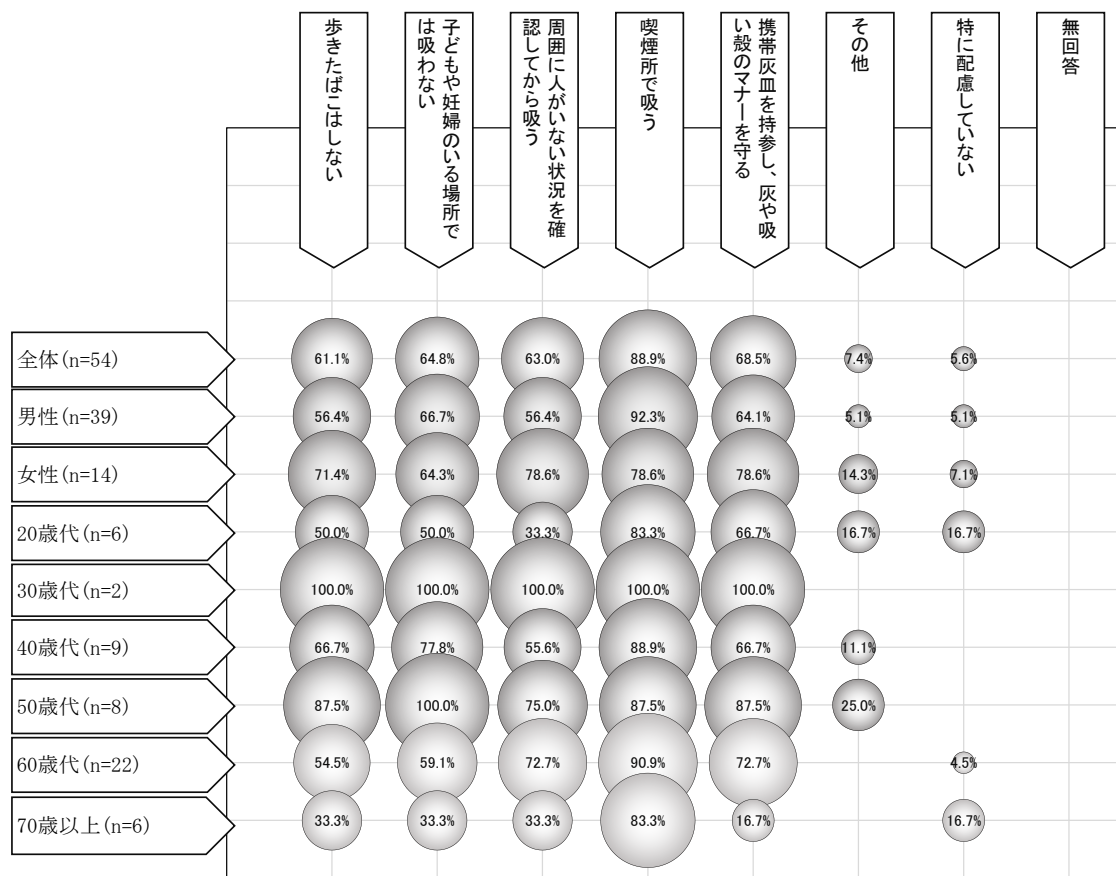 歩きたばこはしない
子どもや妊婦のいる場所で
は吸わない
周囲に人がいない状況を確
認してから吸う
喫煙所で吸う
携帯灰皿を持参し、灰や吸
い殻のマナーを守る
その他
特に配慮していない
無回答
全体(n=54) 61.1% 64.8% 63.0% 88.9% 68.5% 7.4% 5.6%
男性(n=39) 56.4% 66.7% 56.4% 92.3% 64.1% 5.1% 5.1%
女性(n=14) 71.4% 64.3% 78.6% 78.6% 78.6% 14.3% 7.1%
20歳代(n=6) 50.0% 50.0% 33.3% 83.3% 66.7% 16.7% 16.7%
30歳代(n=2) 100.0% 100.0% 100.0% 100.0% 100.0%
40歳代(n=9) 66.7% 77.8% 55.6% 88.9% 66.7% 11.1%
50歳代(n=8) 87.5% 100.0% 75.0% 87.5% 87.5% 25.0%
60歳代(n=22) 54.5% 59.1% 72.7% 90.9% 72.7% 4.5%
70歳以上(n=6) 33.3% 33.3% 33.3% 83.3% 16.7% 16.7%